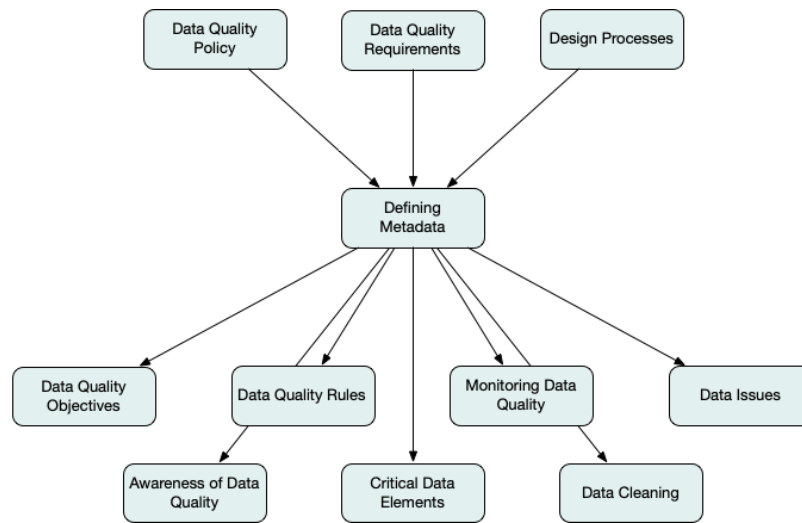 Data Quality
Policy
Data Quality
Requirements
Design Processes
Defining
Metadata
Data Quality
Objectives
Data Quality Rules
Monitoring Data
Quality
Data Issues
Awareness of Data
Quality
Critical Data
Elements
Data Cleaning